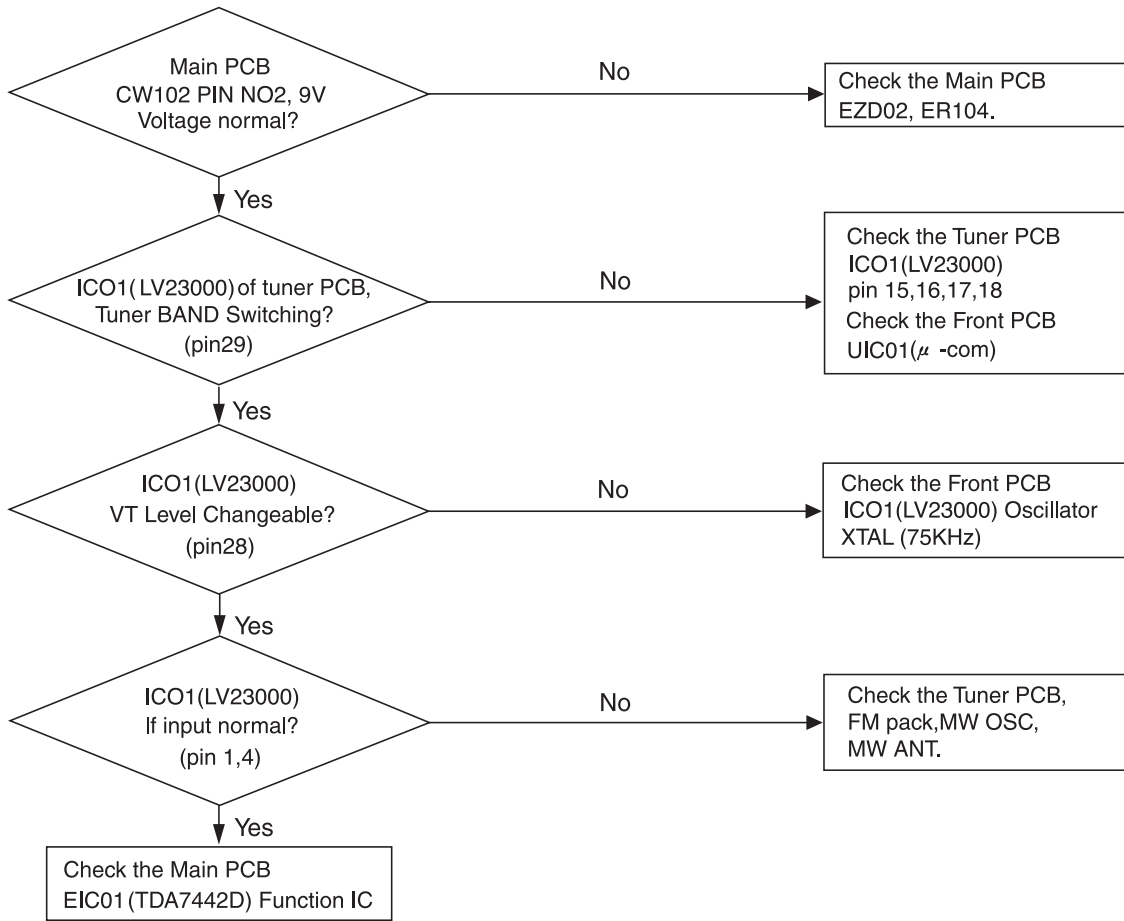 Main PCB
CW102 PIN NO2, 9V
Voltage normal?
No
Check the Main PCB
EZD02, ER104.
Yes
ICO1(LV23000) of tuner PCB,
Tuner BAND Switching?
(pin29)
No
Check the Tuner PCB
ICO1(LV23000)
pin 15,16,17,18
Check the Front PCB
UIC01(μ -com)
Yes
ICO1(LV23000)
VT Level Changeable?
(pin28)
No
Check the Front PCB
ICO1(LV23000) Oscillator
XTAL (75KHz)
Yes
ICO1(LV23000)
If input normal?
(pin 1,4)
No
Check the Tuner PCB,
FM pack,MW OSC,
MW ANT.
Yes
Check the Main PCB
EIC01(TDA7442D) Function IC